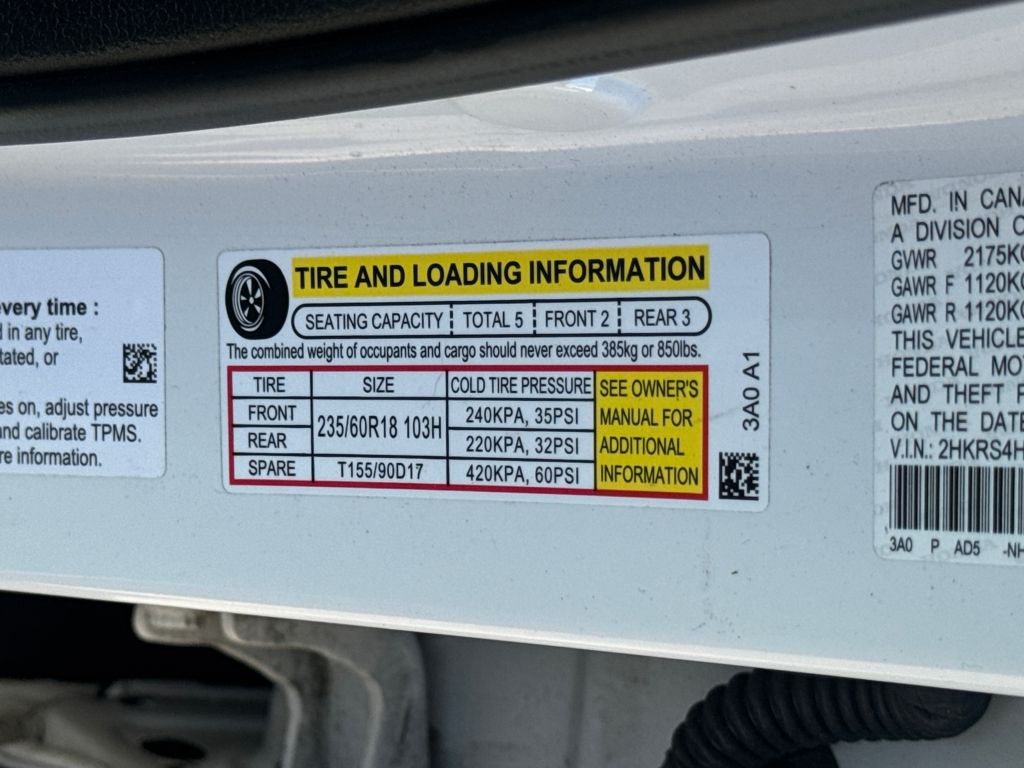 every time :
d in any tire,
tated, or
es on, adjust pressure
and calibrate TPMS.
re information.
TIRE AND LOADING INFORMATION
SEATING CAPACITY TOTAL 5 FRONT 2 REAR 3
The combined weight of occupants and cargo should never exceed 385kg or 850lbs.
TIRE SIZE COLD TIRE PRESSURE SEE OWNER'S MANUAL FOR ADDITIONAL INFORMATION
FRONT 235/60R18 103H 240KPA, 35PSI
REAR 220KPA, 32PSI
SPARE T155/90D17 420KPA, 60PSI
3A0 A1
MFD. IN CANA
A DIVISION O
GVWR 2175KG
GAWR F 1120KG
GAWR R 1120KG
THIS VEHICLE
FEDERAL MOT
AND THEFT P
ON THE DATE
V.I.N.: 2HKRS4H
3A0 P AD5 -NH